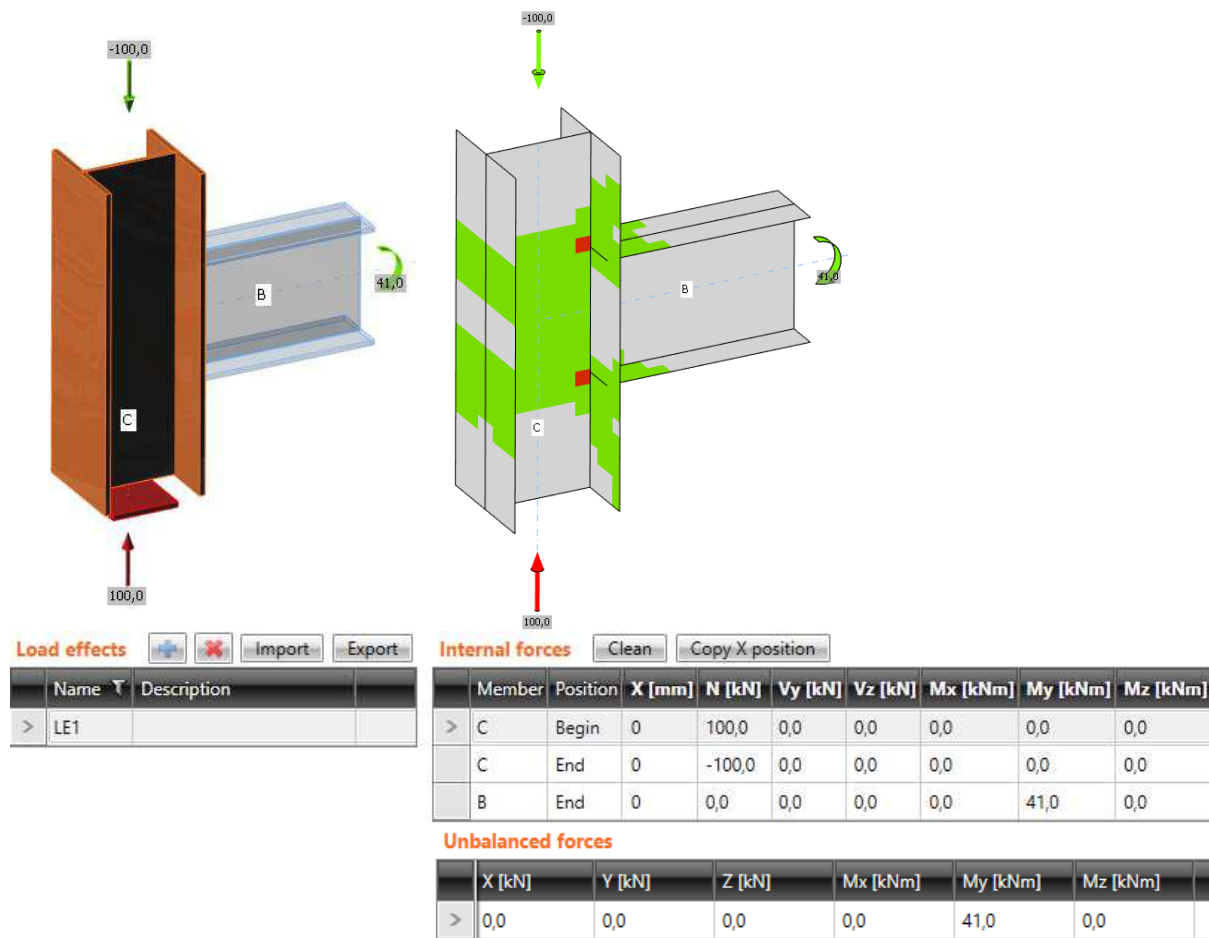 -100,0
-100,0
B
41,0
B
41,0
C
C
100,0
100,0
Load effects Import Export
Name Description
> LE1
Internal forces Clean Copy X position
Member Position X [mm] N [kN] Vy [kN] Vz [kN] Mx [kNm] My [kNm] Mz [kNm]
> C Begin 0 100,0 0,0 0,0 0,0 0,0 0,0
C End 0 -100,0 0,0 0,0 0,0 0,0 0,0
B End 0 0,0 0,0 0,0 0,0 41,0 0,0
Unbalanced forces
X [kN] Y [kN] Z [kN] Mx [kNm] My [kNm] Mz [kNm]
> 0,0 0,0 0,0 0,0 41,0 0,0